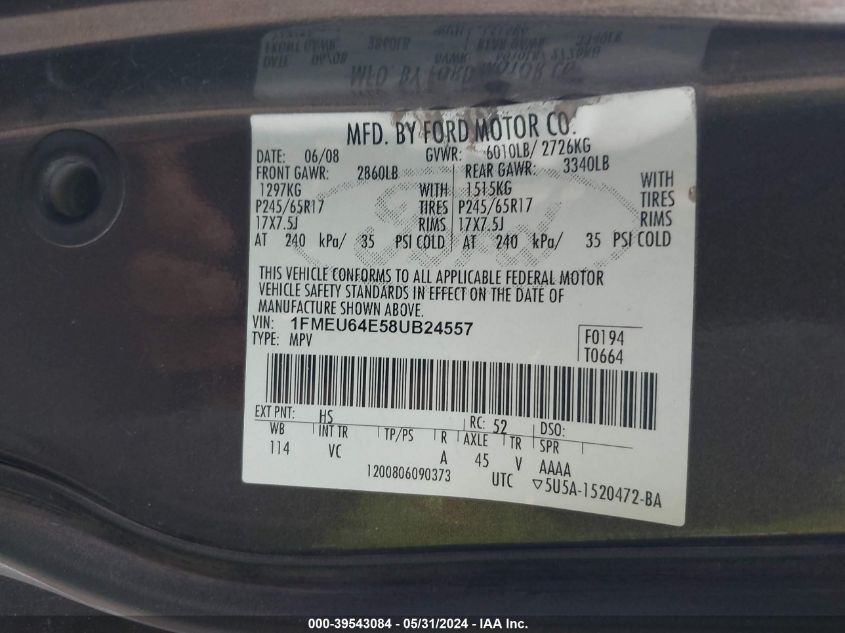 MFD. BY FORD MOTOR CO.
DATE: 06/08 GVWR: 6010LB/ 2726KG
FRONT GAWR: 2860LB REAR GAWR: 3340LB
1297KG WITH 1515KG WITH
P245/65R17 TIRES P245/65R17 TIRES
17X7.5J RIMS 17X7.5J RIMS
AT 240 kPa/ 35 PSI COLD AT 240 kPa/ 35 PSI COLD
THIS VEHICLE CONFORMS TO ALL APPLICABLE FEDERAL MOTOR
VEHICLE SAFETY STANDARDS IN EFFECT ON THE DATE OF
MANUFACTURE SHOWN ABOVE.
VIN: 1FMEU64E58UB24557
TYPE: MPV
F0194
T0664
EXT PNT: HS RC: 52 DSO:
WB INT TR TP/PS R AXLE TR SPR
114 VC A 45 V AAAA
1200806090373 UTC ▽5U5A-1520472-BA
000-39543084 - 05/31/2024 - IAA Inc.